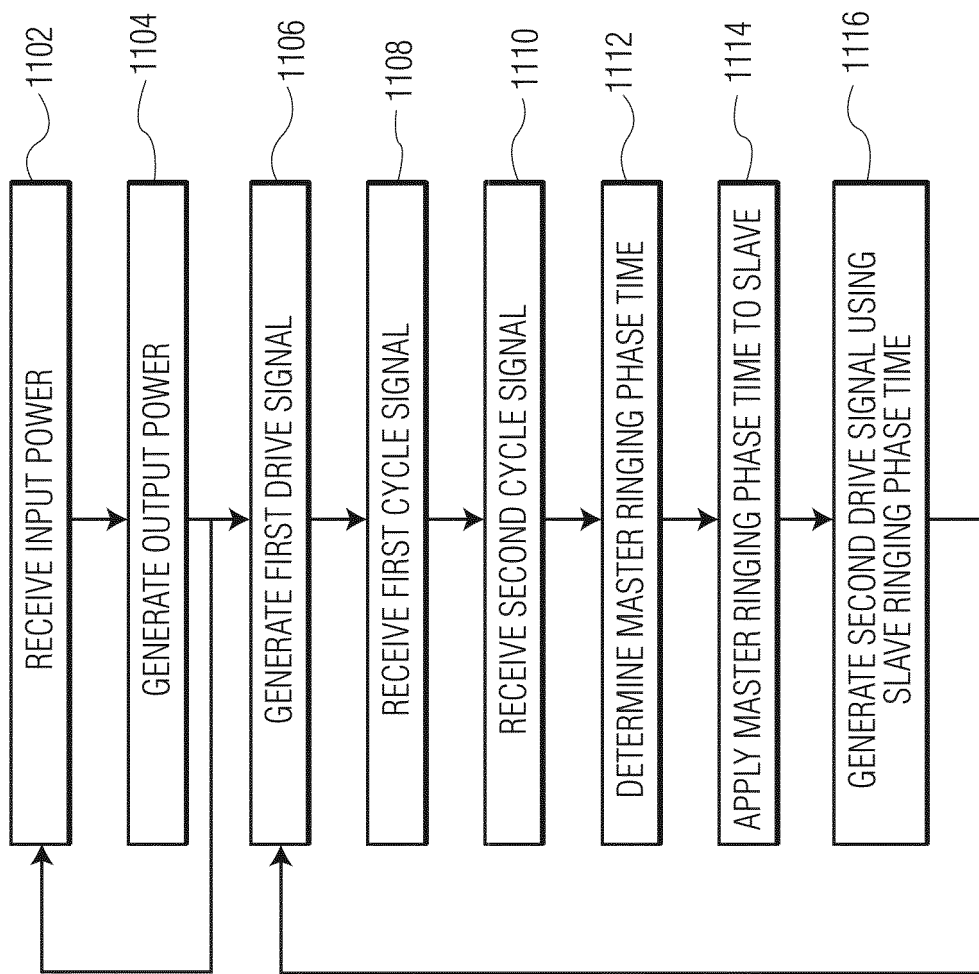 RECEIVE INPUT POWER
1102
GENERATE OUTPUT POWER
1104
GENERATE FIRST DRIVE SIGNAL
1106
RECEIVE FIRST CYCLE SIGNAL
1108
RECEIVE SECOND CYCLE SIGNAL
1110
DETERMINE MASTER RINGING PHASE TIME
1112
APPLY MASTER RINGING PHASE TIME TO SLAVE
1114
GENERATE SECOND DRIVE SIGNAL USING
SLAVE RINGING PHASE TIME
1116